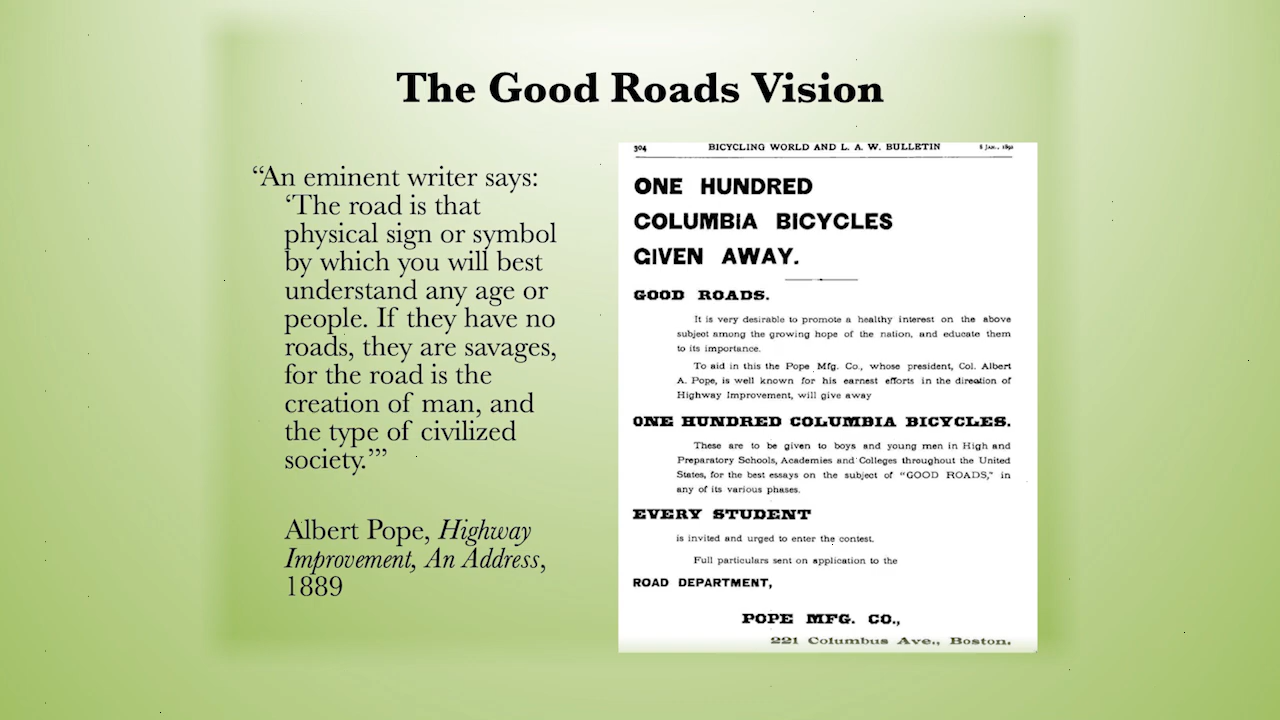 The Good Roads Vision
“An eminent writer says:
‘The road is that
physical sign or symbol
by which you will best
understand any age or
people. If they have no
roads, they are savages,
for the road is the
creation of man, and
the type of civilized
society.’”
Albert Pope, Highway
Improvement, An Address,
1889
304 BICYCLING WORLD AND L. A. W. BULLETIN 8 JAN., 1892
ONE HUNDRED
COLUMBIA BICYCLES
GIVEN AWAY.
GOOD ROADS.
It is very desirable to promote a healthy interest on the above
subject among the growing hope of the nation, and educate them
to its importance.
To aid in this the Pope Mfg. Co., whose president, Col. Albert
A. Pope, is well known for his earnest efforts in the direction of
Highway Improvement, will give away
ONE HUNDRED COLUMBIA BICYCLES.
These are to be given to boys and young men in High and
Preparatory Schools, Academies and Colleges throughout the United
States, for the best essays on the subject of “GOOD ROADS,” in
any of its various phases.
EVERY STUDENT
is invited and urged to enter the contest.
Full particulars sent on application to the
ROAD DEPARTMENT,
POPE MFG. CO.,
221 Columbus Ave., Boston.